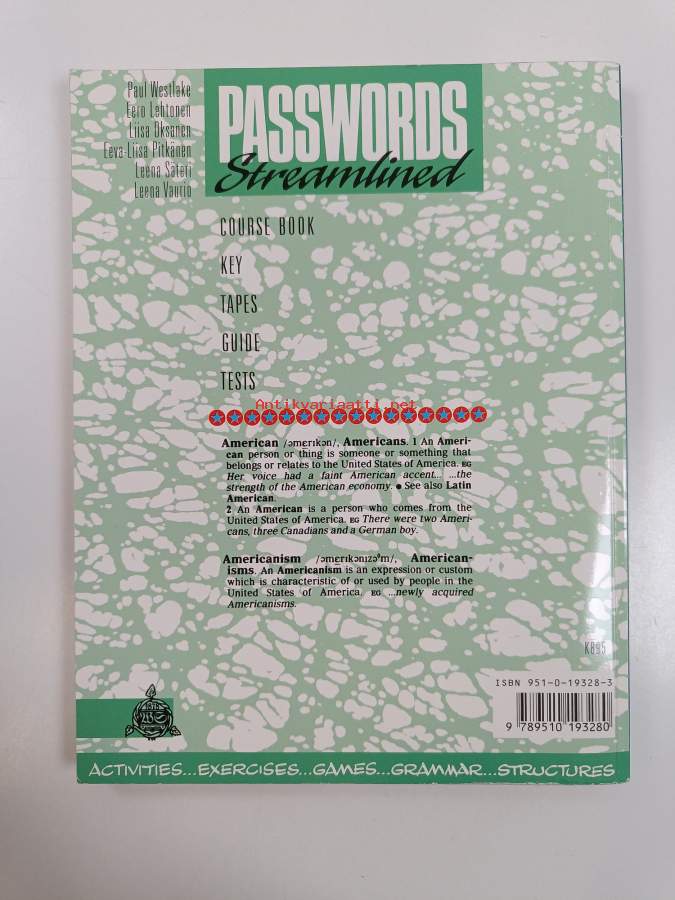 Paul Westlake
Eero Lehtonen
Liisa Oksanen
Eeva-Liisa Pitkänen
Leena Säteri
Leena Vaurio
PASSWORDS
Streamlined
COURSE BOOK
KEY
TAPES
GUIDE
TESTS
Antikvariaatti.net
American /əmɛrɪkən/, Americans. 1 An Ameri-
can person or thing is someone or something that
belongs or relates to the United States of America. EG
Her voice had a faint American accent... ...the
strength of the American economy. ● See also Latin
American.
2 An American is a person who comes from the
United States of America. EG There were two Ameri-
cans, three Canadians and a German boy.
Americanism /əmɛrɪkənɪzəm/, American-
isms. An Americanism is an expression or custom
which is characteristic of or used by people in the
United States of America. EG ...newly acquired
Americanisms.
KB95
ISBN 951-0-19328-3
9 789510 193280
ACTIVITIES...EXERCISES...GAMES...GRAMMAR...STRUCTURES